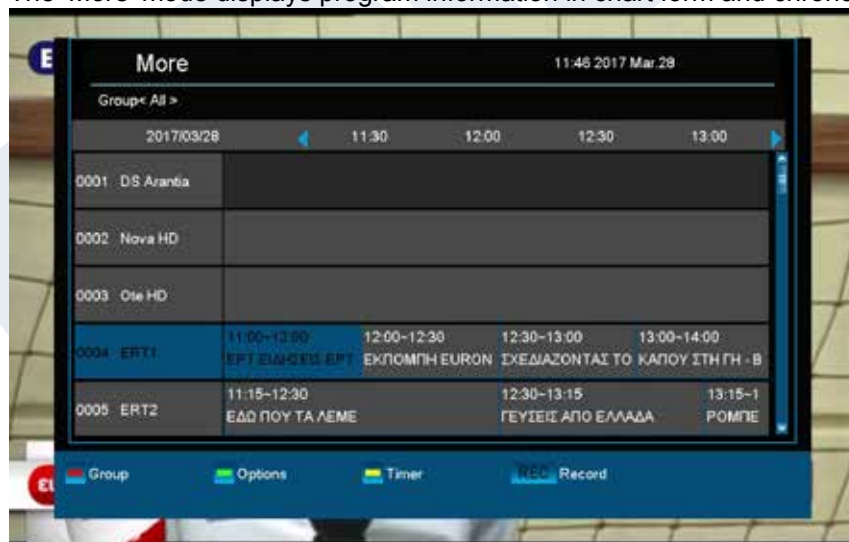 The 'More' mode displays program information in chart form and chrono
E
More 11:46 2017 Mar.28
Group< All >
2017/03/28 11:30 12:00 12:30 13:00
0001 DS Arantia
0002 Nova HD
0003 Ote HD
0004 ERT1
11:00~12:00 12:00~12:30 12:30~13:00 13:00~14:00
ΕΡΤ ΕΙΔΗΣΕΙΣ ΕΡΤ ΕΚΠΟΜΠΗ EURON ΣΧΕΔΙΑΖΟΝΤΑΣ ΤΟ ΚΑΠΟΥ ΣΤΗ ΓΗ - Β
0005 ERT2
11:15~12:30 12:30~13:15 13:15~1
ΕΔΩ ΠΟΥ ΤΑ ΛΕΜΕ ΓΕΥΣΕΙΣ ΑΠΟ ΕΛΛΑΔΑ ΡΟΜΠΕ
Group Options Timer REC Record